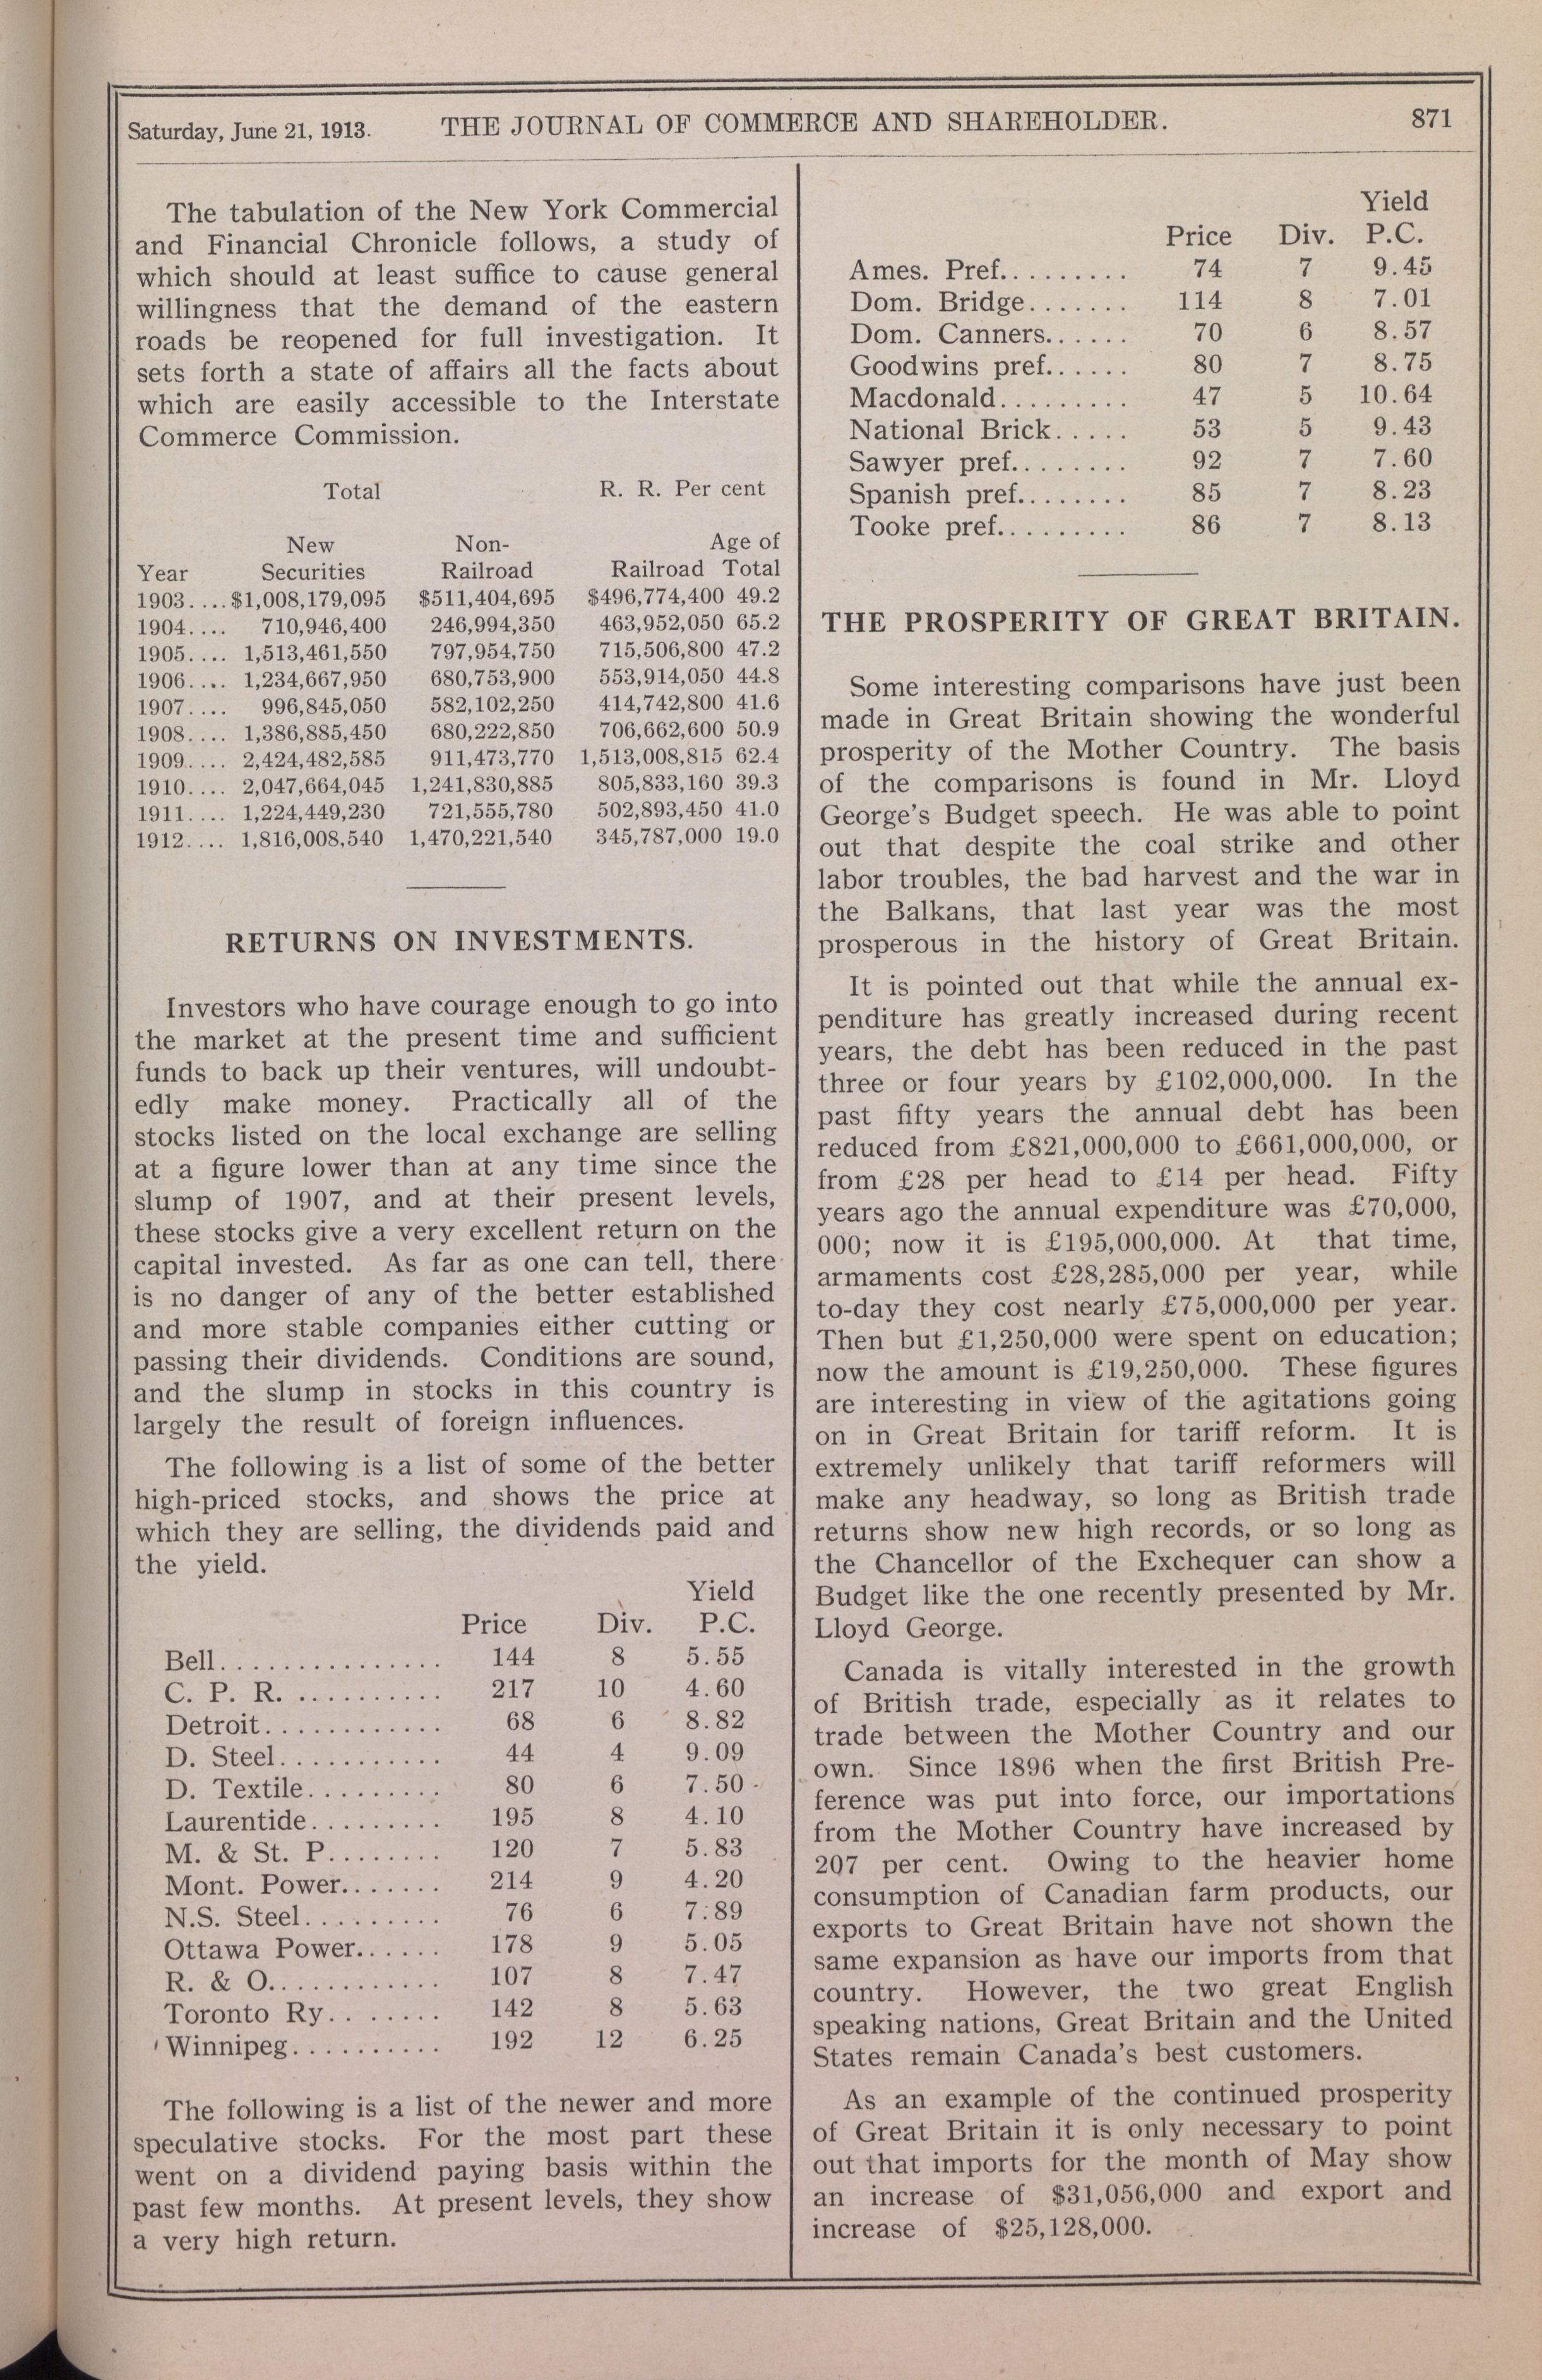 Saturday, June 21, 1913. THE JOURNAL OF COMMERCE AND SHAREHOLDER. 871
The tabulation of the New York Commercial
and Financial Chronicle follows, a study of
which should at least suffice to cause general
willingness that the demand of the eastern
roads be reopened for full investigation. It
sets forth a state of affairs all the facts about
which are easily accessible to the Interstate
Commerce Commission.
Total R. R. Per cent
New Non- Age of
Year Securities Railroad Railroad Total
1903....$1,008,179,095 $511,404,695 $496,774,400 49.2
1904.... 710,946,400 246,994,350 463,952,050 65.2
1905.... 1,513,461,550 797,954,750 715,506,800 47.2
1906.... 1,234,667,950 680,753,900 553,914,050 44.8
1907.... 996,845,050 582,102,250 414,742,800 41.6
1908.... 1,386,885,450 680,222,850 706,662,600 50.9
1909.... 2,424,482,585 911,473,770 1,513,008,815 62.4
1910.... 2,047,664,045 1,241,830,885 805,833,160 39.3
1911.... 1,224,449,230 721,555,780 502,893,450 41.0
1912.... 1,816,008,540 1,470,221,540 345,787,000 19.0
RETURNS ON INVESTMENTS.
Investors who have courage enough to go into
the market at the present time and sufficient
funds to back up their ventures, will undoubt-
edly make money. Practically all of the
stocks listed on the local exchange are selling
at a figure lower than at any time since the
slump of 1907, and at their present levels,
these stocks give a very excellent return on the
capital invested. As far as one can tell, there
is no danger of any of the better established
and more stable companies either cutting or
passing their dividends. Conditions are sound,
and the slump in stocks in this country is
largely the result of foreign influences.
The following is a list of some of the better
high-priced stocks, and shows the price at
which they are selling, the dividends paid and
the yield.
Yield
Price Div. P.C.
Bell............... 144 8 5.55
C. P. R. .......... 217 10 4.60
Detroit............ 68 6 8.82
D. Steel........... 44 4 9.09
D. Textile......... 80 6 7.50
Laurentide......... 195 8 4.10
M. & St. P........ 120 7 5.83
Mont. Power....... 214 9 4.20
N.S. Steel......... 76 6 7.89
Ottawa Power...... 178 9 5.05
R. & O............ 107 8 7.47
Toronto Ry........ 142 8 5.63
Winnipeg.......... 192 12 6.25
The following is a list of the newer and more
speculative stocks. For the most part these
went on a dividend paying basis within the
past few months. At present levels, they show
a very high return.
Yield
Price Div. P.C.
Ames. Pref......... 74 7 9.45
Dom. Bridge....... 114 8 7.01
Dom. Canners...... 70 6 8.57
Goodwins pref...... 80 7 8.75
Macdonald......... 47 5 10.64
National Brick..... 53 5 9.43
Sawyer pref........ 92 7 7.60
Spanish pref....... 85 7 8.23
Tooke pref......... 86 7 8.13
THE PROSPERITY OF GREAT BRITAIN.
Some interesting comparisons have just been
made in Great Britain showing the wonderful
prosperity of the Mother Country. The basis
of the comparisons is found in Mr. Lloyd
George's Budget speech. He was able to point
out that despite the coal strike and other
labor troubles, the bad harvest and the war in
the Balkans, that last year was the most
prosperous in the history of Great Britain.
It is pointed out that while the annual ex-
penditure has greatly increased during recent
years, the debt has been reduced in the past
three or four years by £102,000,000. In the
past fifty years the annual debt has been
reduced from £821,000,000 to £661,000,000, or
from £28 per head to £14 per head. Fifty
years ago the annual expenditure was £70,000,
000; now it is £195,000,000. At that time,
armaments cost £28,285,000 per year, while
to-day they cost nearly £75,000,000 per year.
Then but £1,250,000 were spent on education;
now the amount is £19,250,000. These figures
are interesting in view of the agitations going
on in Great Britain for tariff reform. It is
extremely unlikely that tariff reformers will
make any headway, so long as British trade
returns show new high records, or so long as
the Chancellor of the Exchequer can show a
Budget like the one recently presented by Mr.
Lloyd George.
Canada is vitally interested in the growth
of British trade, especially as it relates to
trade between the Mother Country and our
own. Since 1896 when the first British Pre-
ference was put into force, our importations
from the Mother Country have increased by
207 per cent. Owing to the heavier home
consumption of Canadian farm products, our
exports to Great Britain have not shown the
same expansion as have our imports from that
country. However, the two great English
speaking nations, Great Britain and the United
States remain Canada's best customers.
As an example of the continued prosperity
of Great Britain it is only necessary to point
out that imports for the month of May show
an increase of $31,056,000 and export and
increase of $25,128,000.